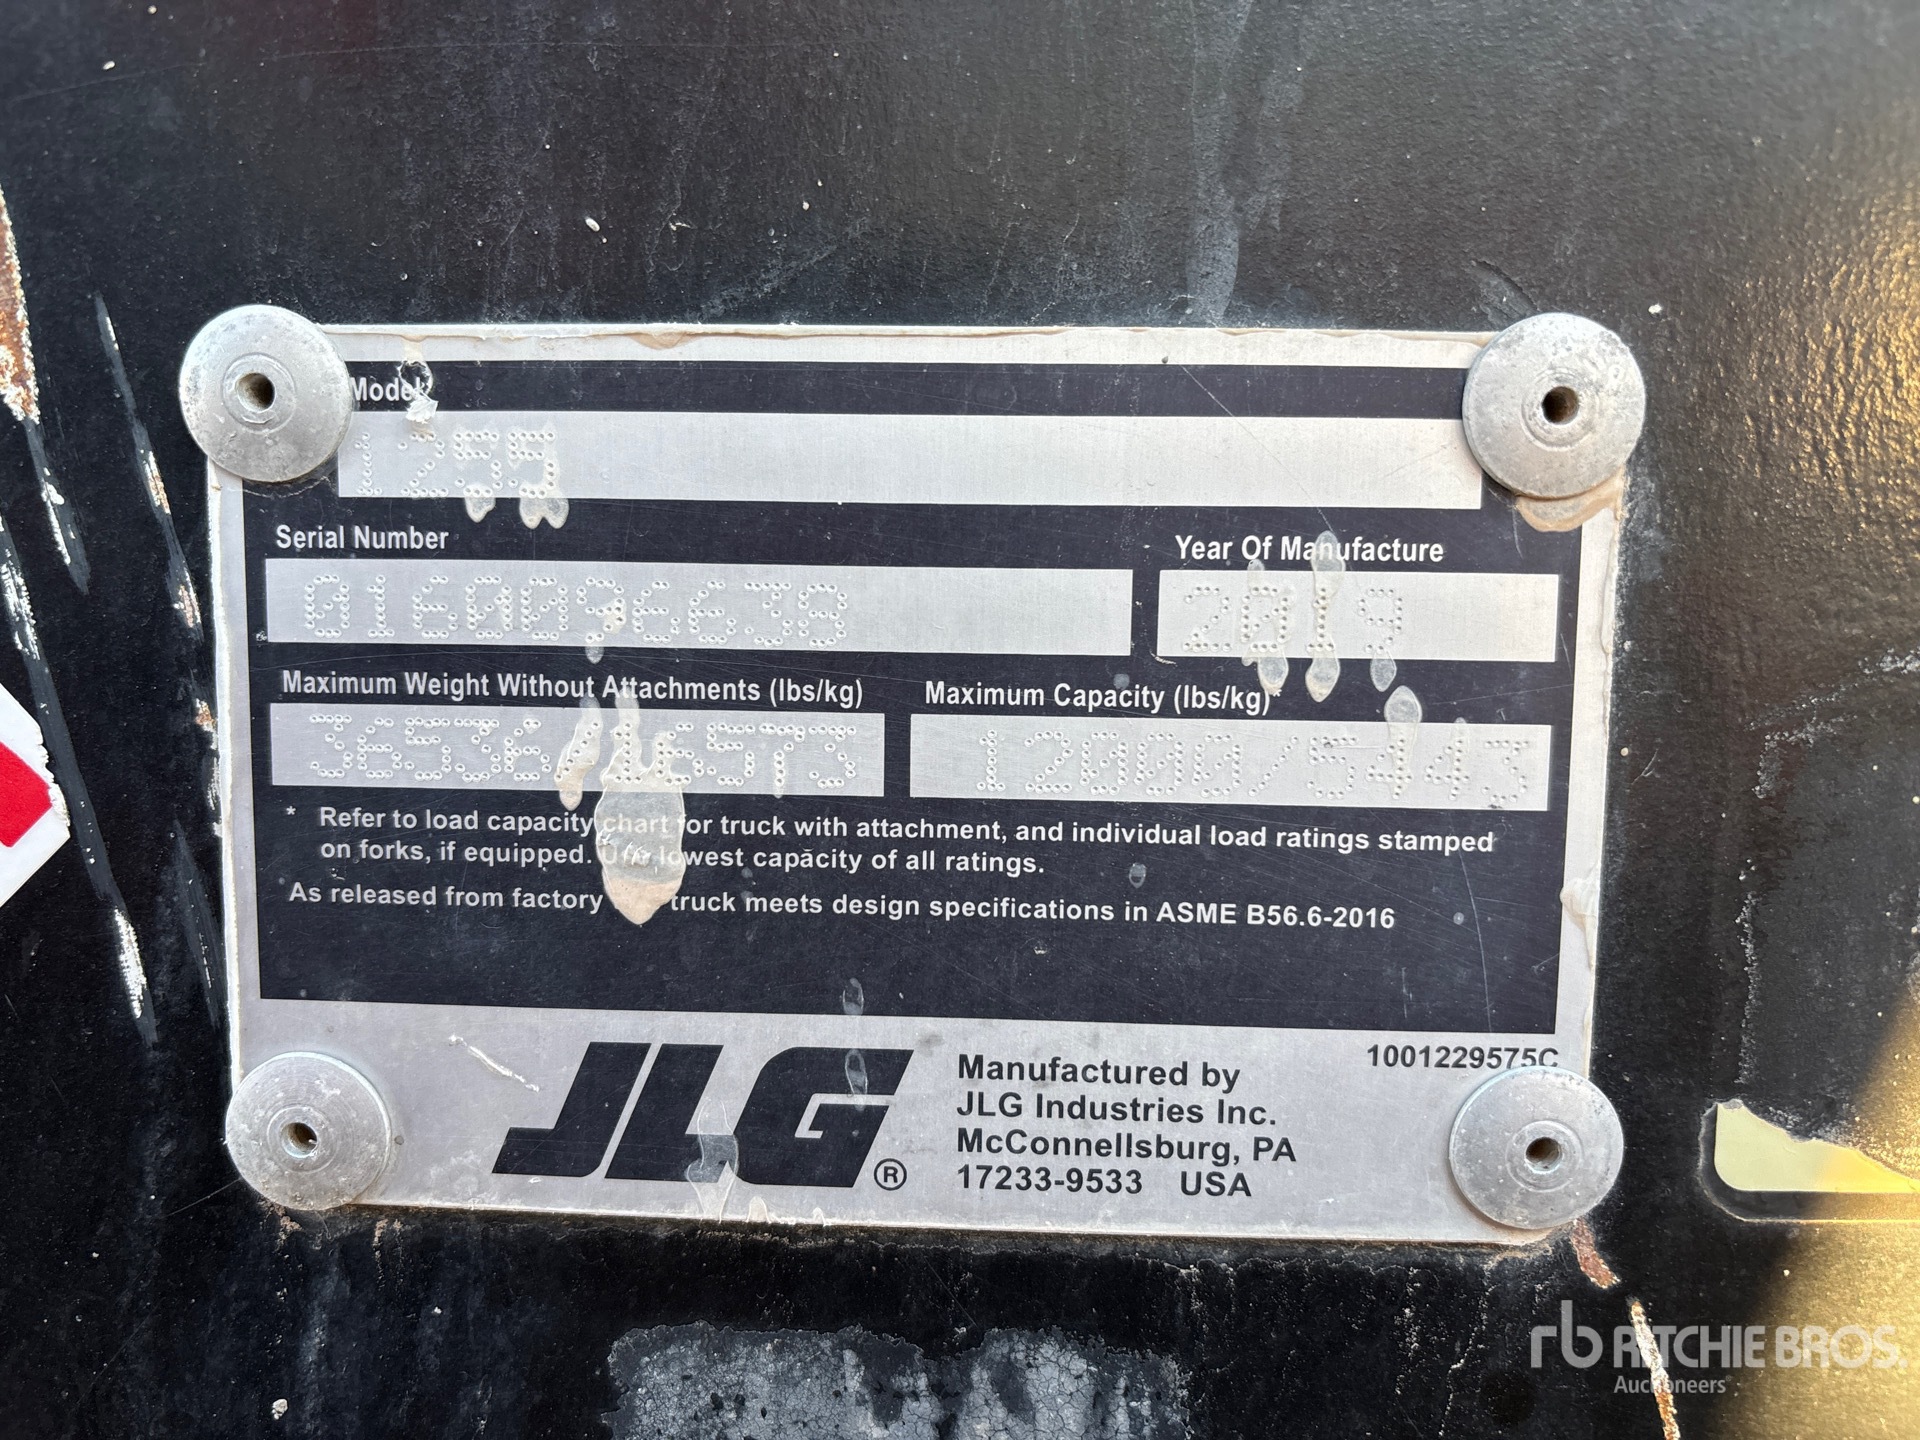 Model
1255
Serial Number
0160096638
Year Of Manufacture
2019
Maximum Weight Without Attachments (lbs/kg)
36536/16573
Maximum Capacity (lbs/kg)*
12000/5443
* Refer to load capacity chart for truck with attachment, and individual load ratings stamped
on forks, if equipped. Use lowest capacity of all ratings.
As released from factory truck meets design specifications in ASME B56.6-2016
1001229575C
JLG®
Manufactured by
JLG Industries Inc.
McConnellsburg, PA
17233-9533 USA
rb RITCHIE BROS.
Auctioneers